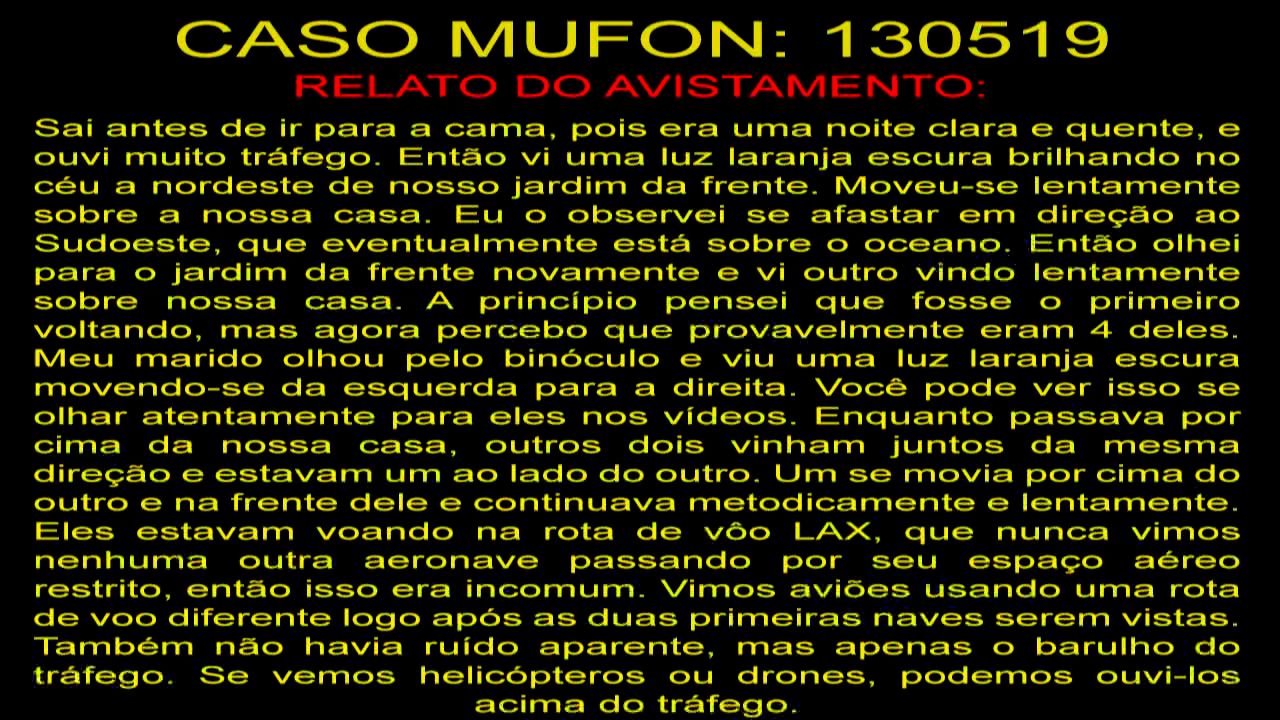 CASO MUFON: 130519
RELATO DO AVISTAMENTO:
Sai antes de ir para a cama, pois era uma noite clara e quente, e
ouvi muito tráfego. Então vi uma luz laranja escura brilhando no
céu a nordeste de nosso jardim da frente. Moveu-se lentamente
sobre a nossa casa. Eu o observei se afastar em direção ao
Sudoeste, que eventualmente está sobre o oceano. Então olhei
para o jardim da frente novamente e vi outro vindo lentamente
sobre nossa casa. A princípio pensei que fosse o primeiro
voltando, mas agora percebo que provavelmente eram 4 deles.
Meu marido olhou pelo binóculo e viu uma luz laranja escura
movendo-se da esquerda para a direita. Você pode ver isso se
olhar atentamente para eles nos vídeos. Enquanto passava por
cima da nossa casa, outros dois vinham juntos da mesma
direção e estavam um ao lado do outro. Um se movia por cima do
outro e na frente dele e continuava metodicamente e lentamente.
Eles estavam voando na rota de vôo LAX, que nunca vimos
nenhuma outra aeronave passando por seu espaço aéreo
restrito, então isso era incomum. Vimos aviões usando uma rota
de voo diferente logo após as duas primeiras naves serem vistas.
Também não havia ruído aparente, mas apenas o barulho do
tráfego. Se vemos helicópteros ou drones, podemos ouvi-los
acima do tráfego.